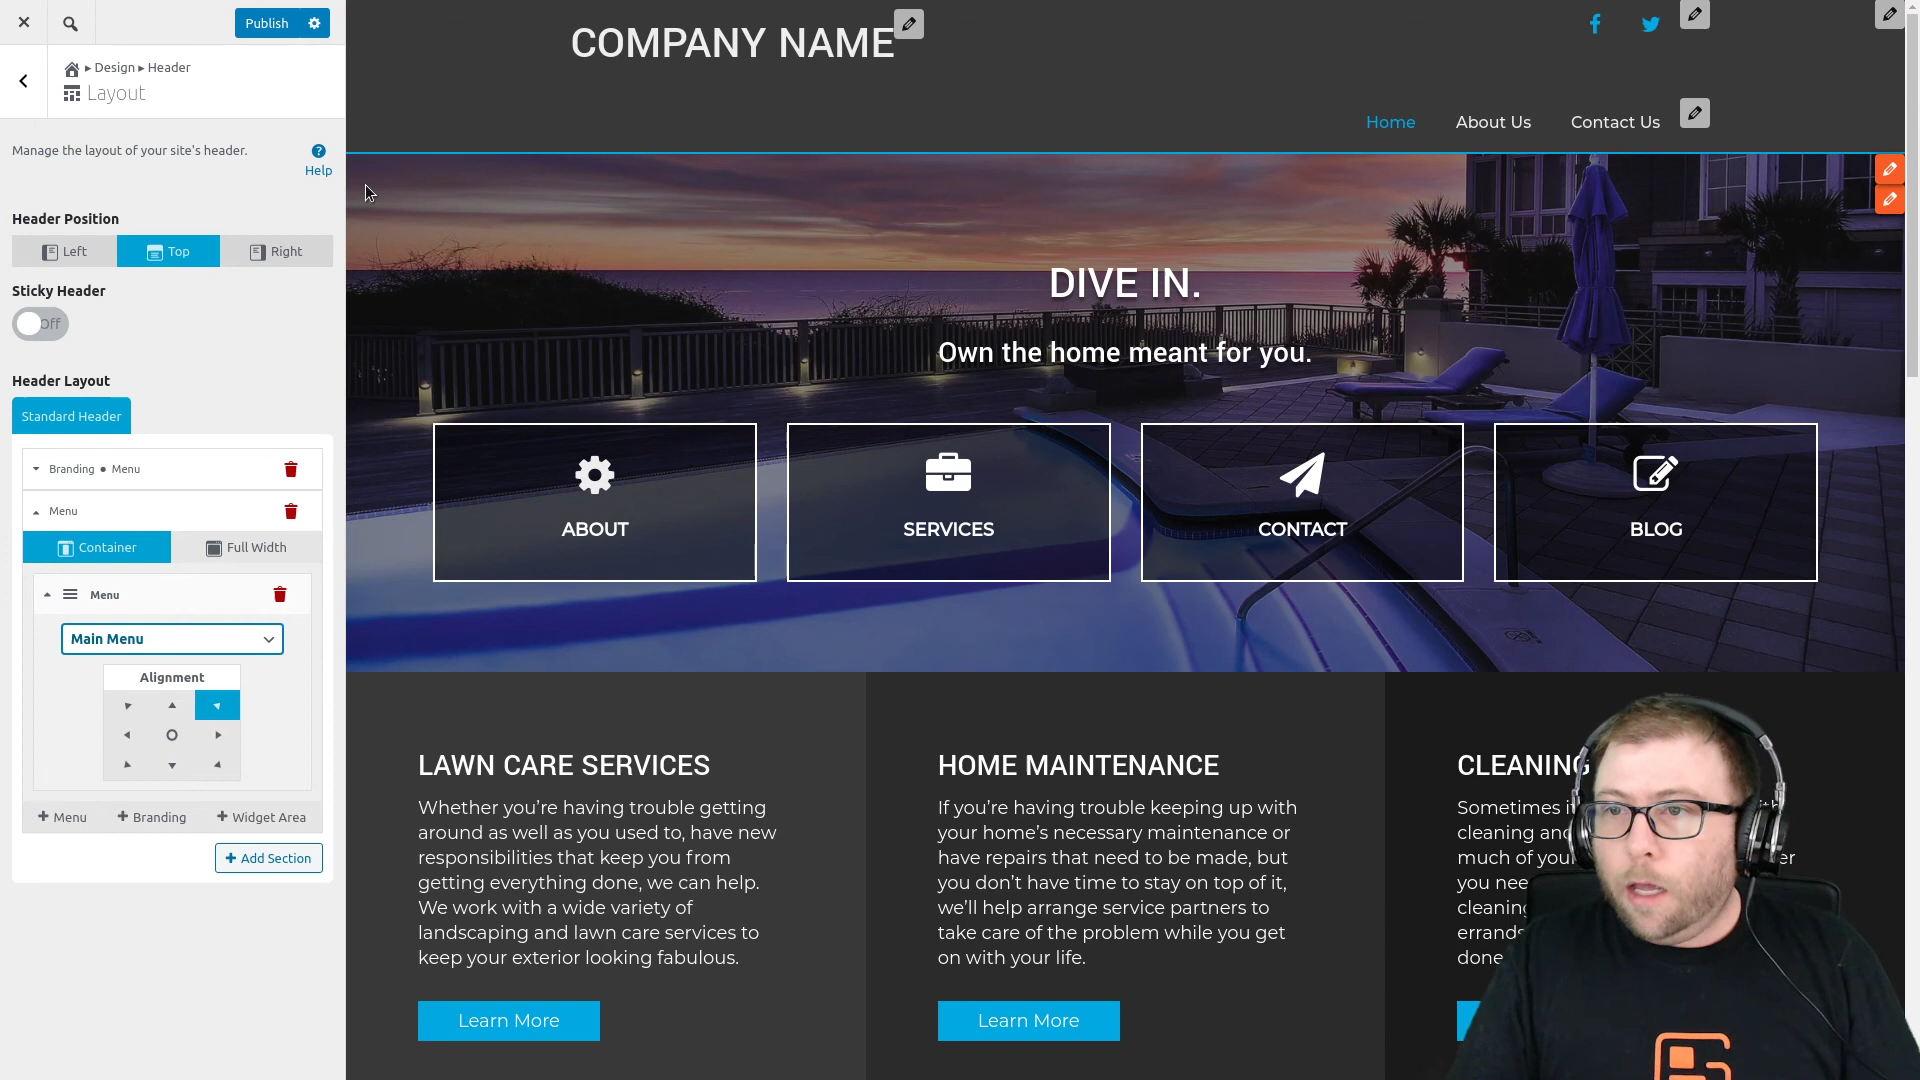 Publish
▸ Design ▸ Header
Layout
Manage the layout of your site's header.
Help
Header Position
Left
Top
Right
Sticky Header
Off
Header Layout
Standard Header
Branding ● Menu
Menu
Container
Full Width
Menu
Main Menu
Alignment
Menu
Branding
Widget Area
Add Section
COMPANY NAME
Home
About Us
Contact Us
DIVE IN.
Own the home meant for you.
ABOUT
SERVICES
CONTACT
BLOG
LAWN CARE SERVICES
Whether you’re having trouble getting
around as well as you used to, have new
responsibilities that keep you from
getting everything done, we can help.
We work with a wide variety of
landscaping and lawn care services to
keep your exterior looking fabulous.
Learn More
HOME MAINTENANCE
If you’re having trouble keeping up with
your home’s necessary maintenance or
have repairs that need to be made, but
you don’t have time to stay on top of it,
we’ll help arrange service partners to
take care of the problem while you get
on with your life.
Learn More
CLEANING
Sometimes
cleaning
much of
you
cleaning
errands
done